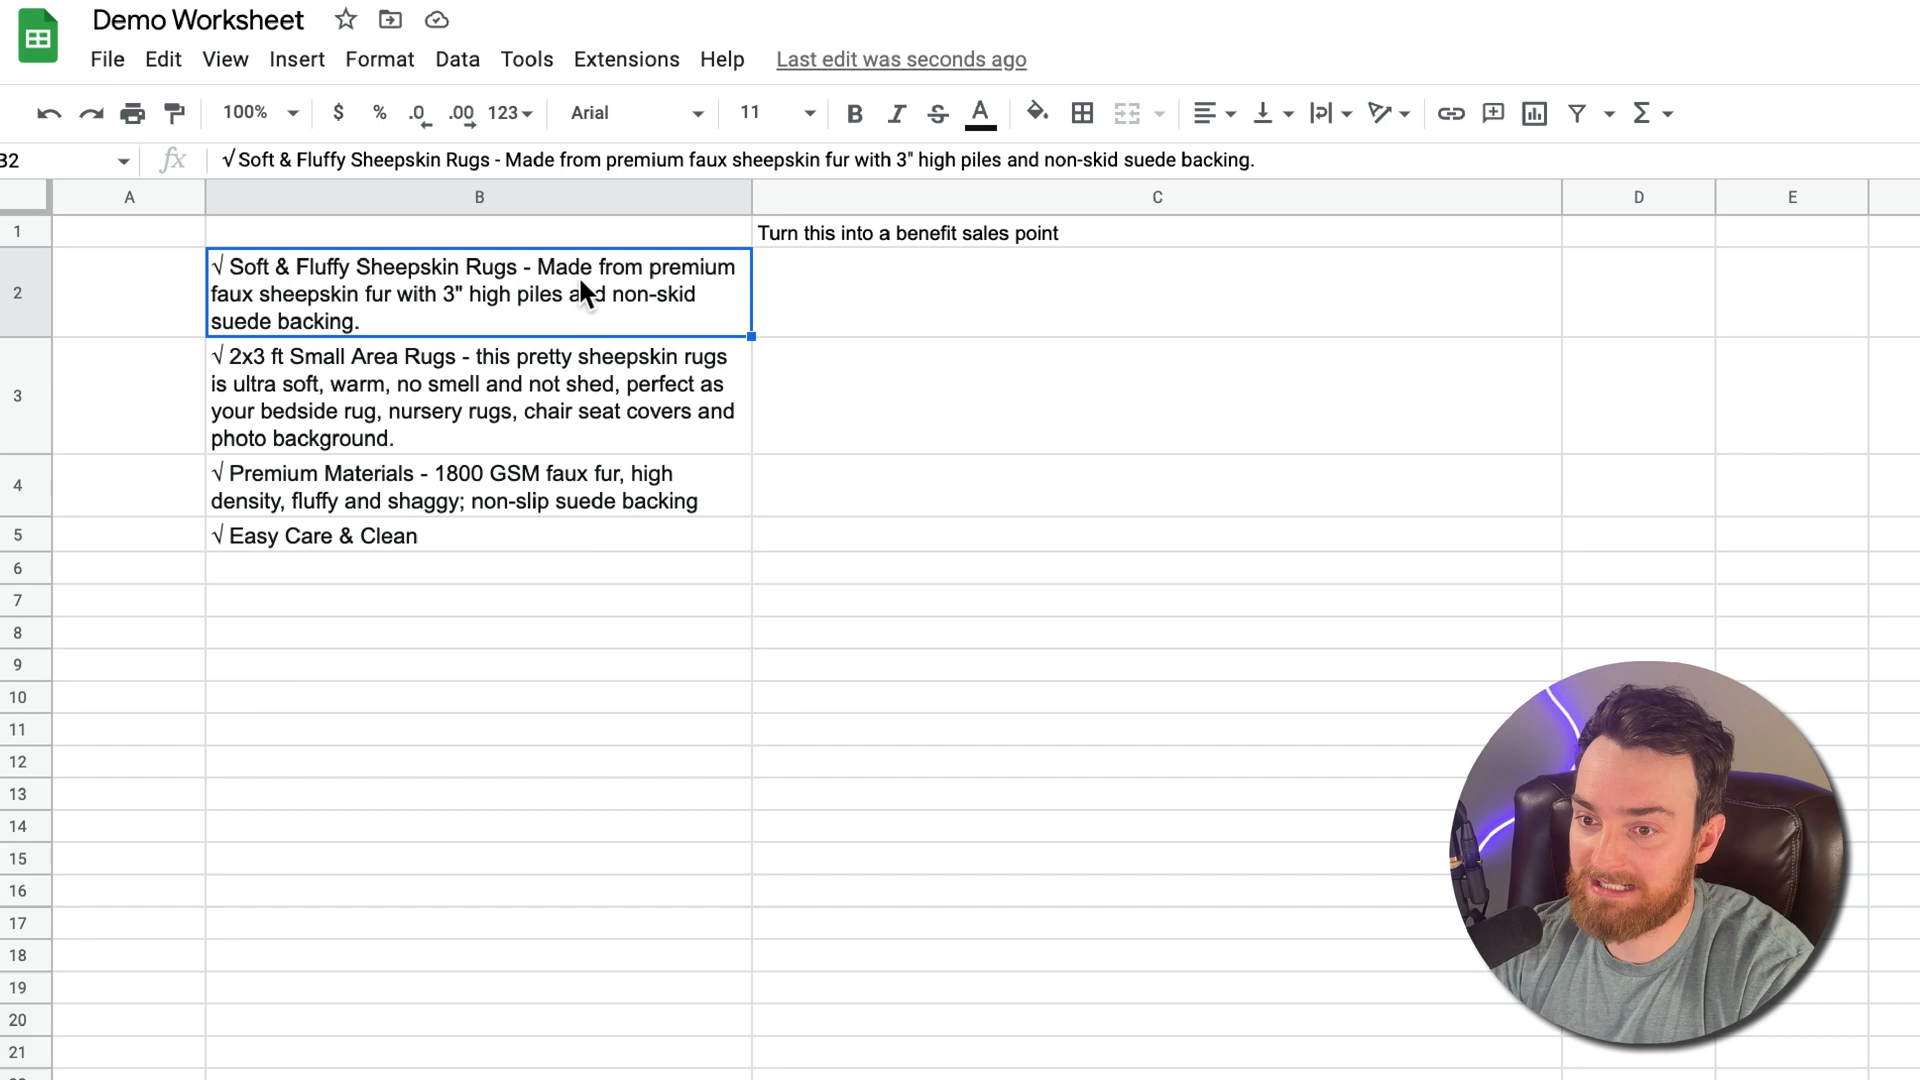 Demo Worksheet
File Edit View Insert Format Data Tools Extensions Help Last edit was seconds ago
100% $ % .0 .00 123 Arial 11 B I S A Σ
B2 fx √ Soft & Fluffy Sheepskin Rugs - Made from premium faux sheepskin fur with 3" high piles and non-skid suede backing.
A B C D E
1 Turn this into a benefit sales point
2 √ Soft & Fluffy Sheepskin Rugs - Made from premium
faux sheepskin fur with 3" high piles and non-skid
suede backing.
3 √ 2x3 ft Small Area Rugs - this pretty sheepskin rugs
is ultra soft, warm, no smell and not shed, perfect as
your bedside rug, nursery rugs, chair seat covers and
photo background.
4 √ Premium Materials - 1800 GSM faux fur, high
density, fluffy and shaggy; non-slip suede backing
5 √ Easy Care & Clean
6
7
8
9
10
11
12
13
14
15
16
17
18
19
20
21